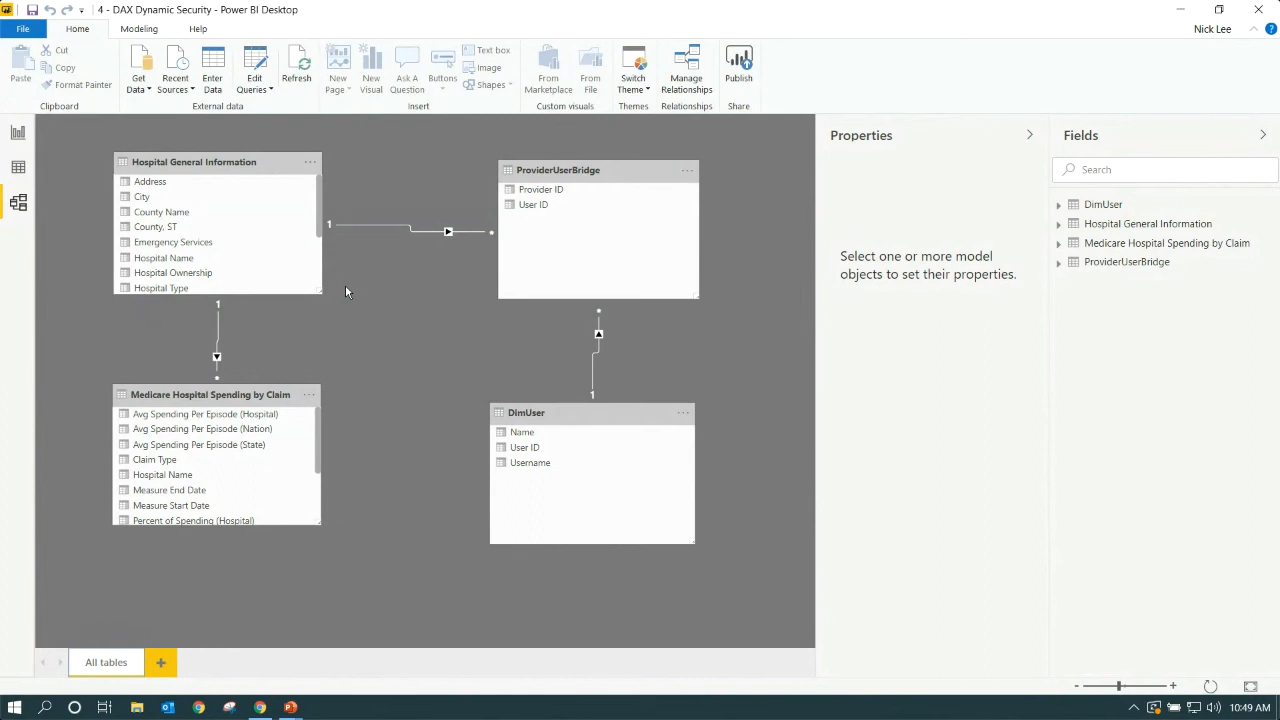 4 - DAX Dynamic Security - Power BI Desktop
File
Home
Modeling
Help
Nick Lee
Paste
Cut
Copy
Format Painter
Clipboard
Get Data
Recent Sources
Enter Data
Edit Queries
Refresh
External data
New Page
New Visual
Ask A Question
Buttons
Text box
Image
Shapes
Insert
From Marketplace
From File
Custom visuals
Switch Theme
Themes
Manage Relationships
Relationships
Publish
Share
Hospital General Information
Address
City
County Name
County, ST
Emergency Services
Hospital Name
Hospital Ownership
Hospital Type
1
*
ProviderUserBridge
Provider ID
User ID
1
*
Medicare Hospital Spending by Claim
Avg Spending Per Episode (Hospital)
Avg Spending Per Episode (Nation)
Avg Spending Per Episode (State)
Claim Type
Hospital Name
Measure End Date
Measure Start Date
Percent of Spending (Hospital)
*
1
DimUser
Name
User ID
Username
Properties
Select one or more model
objects to set their properties.
Fields
Search
DimUser
Hospital General Information
Medicare Hospital Spending by Claim
ProviderUserBridge
All tables
10:49 AM